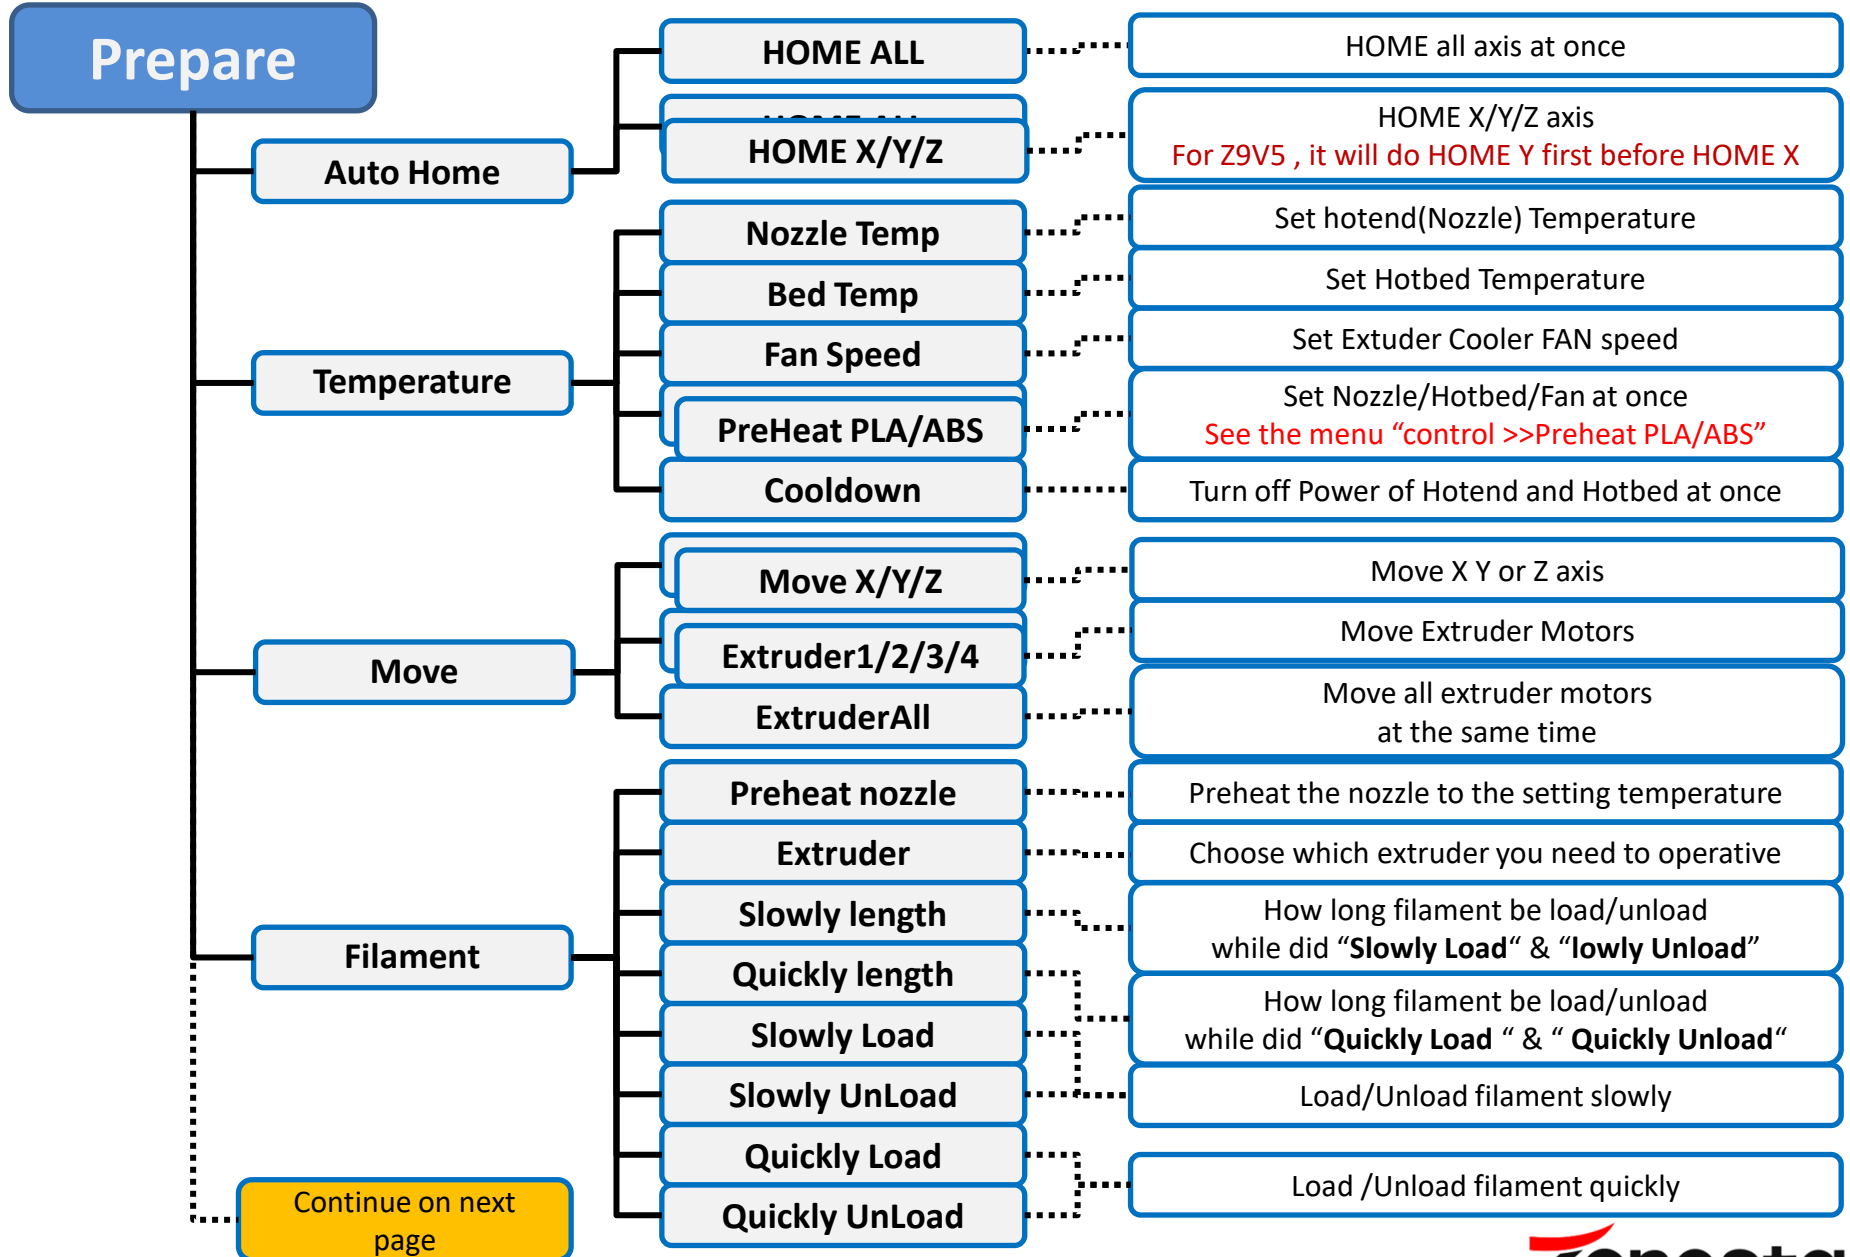 Prepare
HOME ALL
HOME all axis at once
HOME X/Y/Z
HOME X/Y/Z axis
For Z9V5 , it will do HOME Y first before HOME X
Auto Home
Nozzle Temp
Set hotend(Nozzle) Temperature
Bed Temp
Set Hotbed Temperature
Fan Speed
Set Extuder Cooler FAN speed
Temperature
PreHeat PLA/ABS
Set Nozzle/Hotbed/Fan at once
See the menu “control >>Preheat PLA/ABS”
Cooldown
Turn off Power of Hotend and Hotbed at once
Move X/Y/Z
Move X Y or Z axis
Extruder1/2/3/4
Move Extruder Motors
Move
ExtruderAll
Move all extruder motors
at the same time
Preheat nozzle
Preheat the nozzle to the setting temperature
Extruder
Choose which extruder you need to operative
Slowly length
How long filament be load/unload
while did “Slowly Load“ & “lowly Unload”
Filament
Quickly length
How long filament be load/unload
while did “Quickly Load “ & “ Quickly Unload“
Slowly Load
Slowly UnLoad
Load/Unload filament slowly
Quickly Load
Quickly UnLoad
Load /Unload filament quickly
Continue on next
page